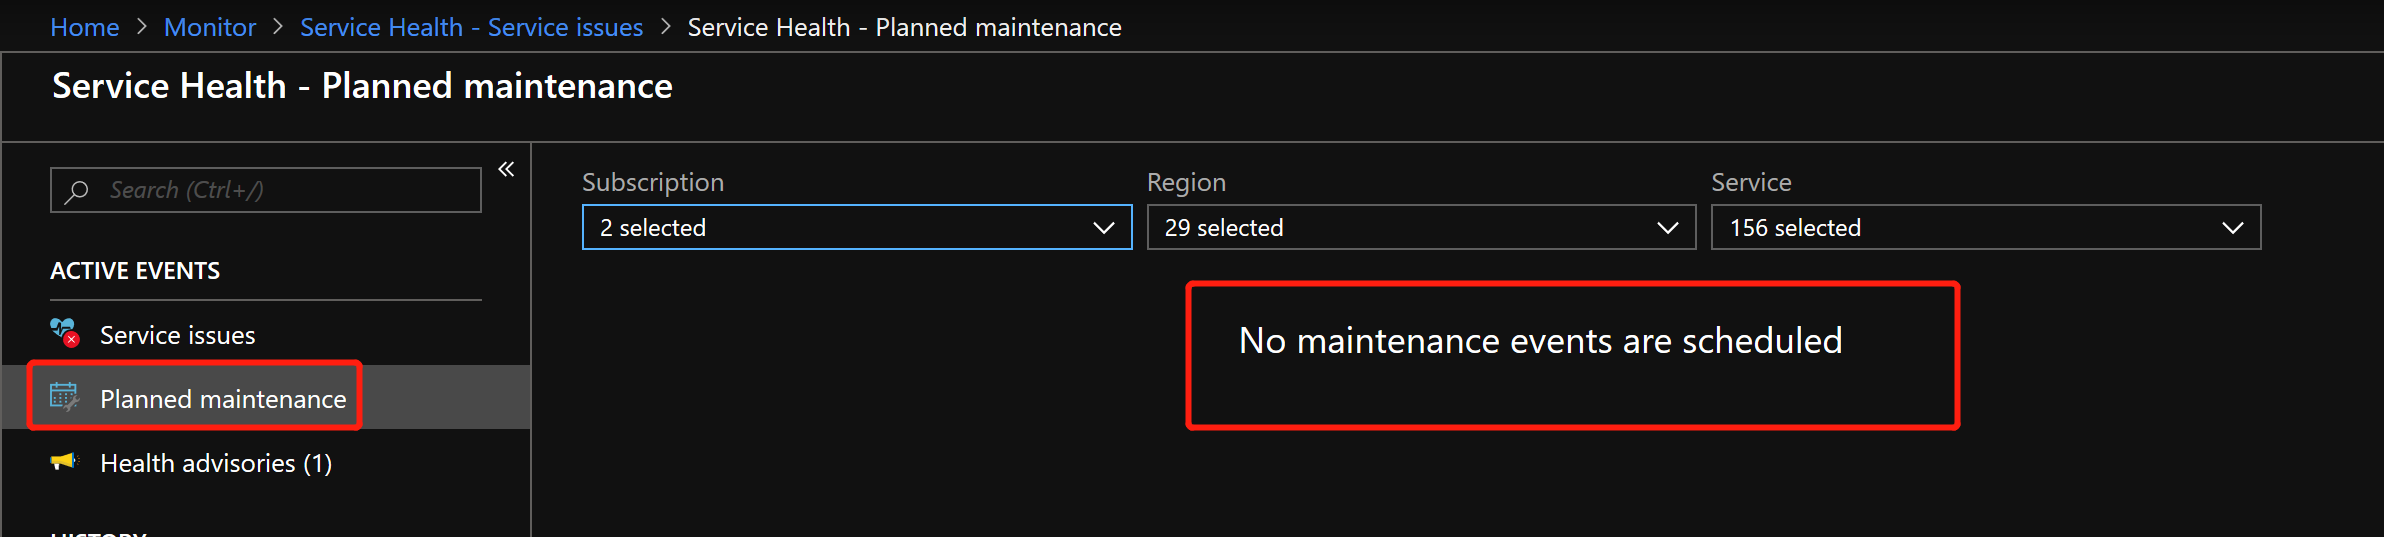 Home > Monitor > Service Health - Service issues > Service Health - Planned maintenance
Service Health - Planned maintenance
Search (Ctrl+/)
«
ACTIVE EVENTS
Service issues
Planned maintenance
Health advisories (1)
HISTORY
Subscription
2 selected
Region
29 selected
Service
156 selected
No maintenance events are scheduled